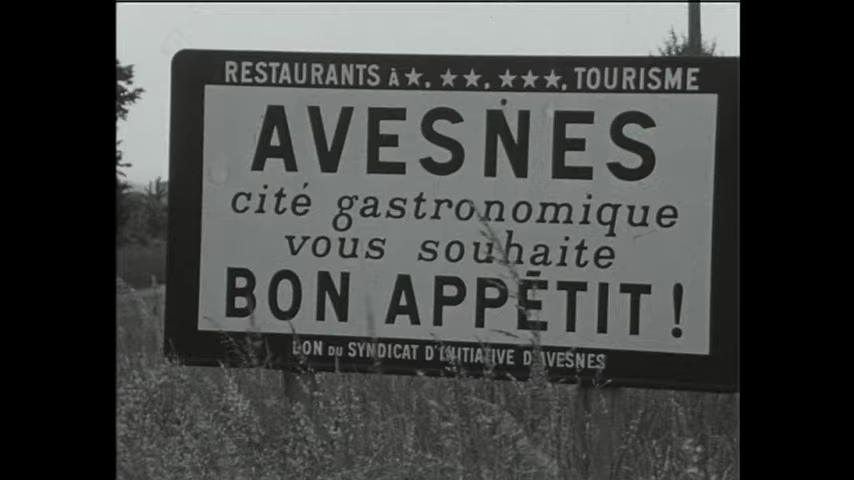 RESTAURANTS À ★, ★★, ★★★, TOURISME
AVESNES
cité gastronomique
vous souhaite
BON APPÉTIT !
DON DU SYNDICAT D'INITIATIVE D'AVESNES